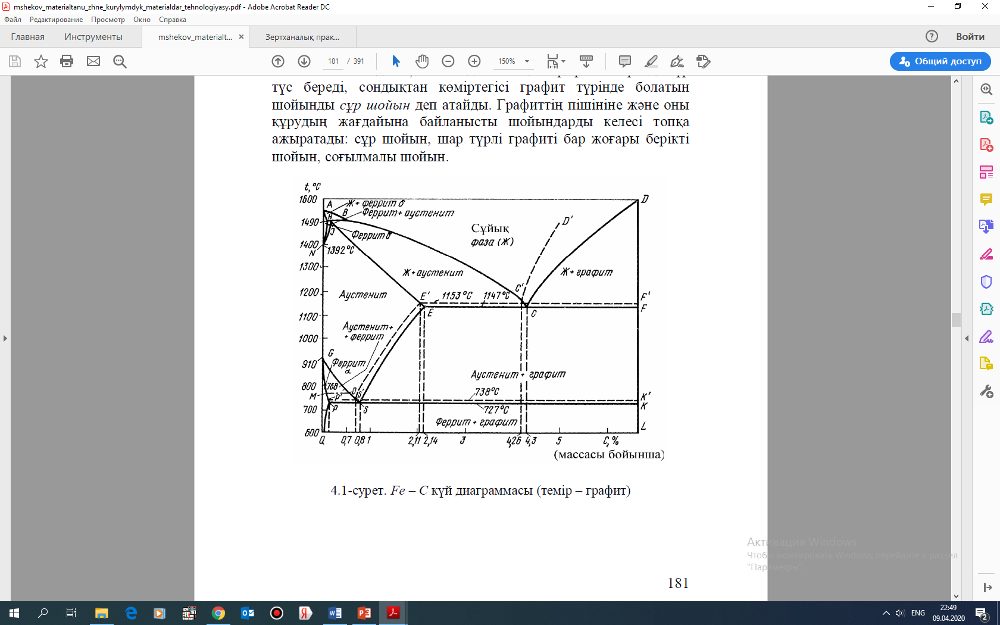 mshekov_materialtanu_zhne_kurylymdyk_materialdar_tehnologiyasy.pdf - Adobe Acrobat Reader DC
Файл Редактирование Просмотр Окно Справка
Главная Инструменты mshekov_materialt... × Зертханалық прак... Войти
181 / 391 150% Общий доступ
түс береді, сондықтан көміртегісі графит түрінде болатын
шойынды сұр шойын деп атайды. Графиттің пішініне және оны
құрудың жағдайына байланысты шойындарды келесі топқа
ажыратады: сұр шойын, шар түрлі графиті бар жоғары берікті
шойын, соғылмалы шойын.
t,°C
1600 A Ж+феррит δ D
B Феррит+аустенит
1490 H D'
J Феррит δ Сұйық
фаза (Ж)
1400
N 1392°C
1300 Ж+аустенит Ж+графит
C'
1200 Аустенит E' 1153°C 1147°C F'
E C F
1100
Аустенит+
+феррит
1000
G
910 Феррит
α
Аустенит+графит
800 768
M O S' 738°C K'
P' K
700 P S 727°C
Феррит+графит L
600
Q 0,7 0,8 1 2,11 2,14 3 4,26 4,3 5 C,%
(массасы бойынша)
4.1-сурет. Fe – C күй диаграммасы (темір – графит)
Активация Windows
Чтобы активировать Windows, перейдите в раздел
"Параметры".
181
ENG 22:49
09.04.2020 2